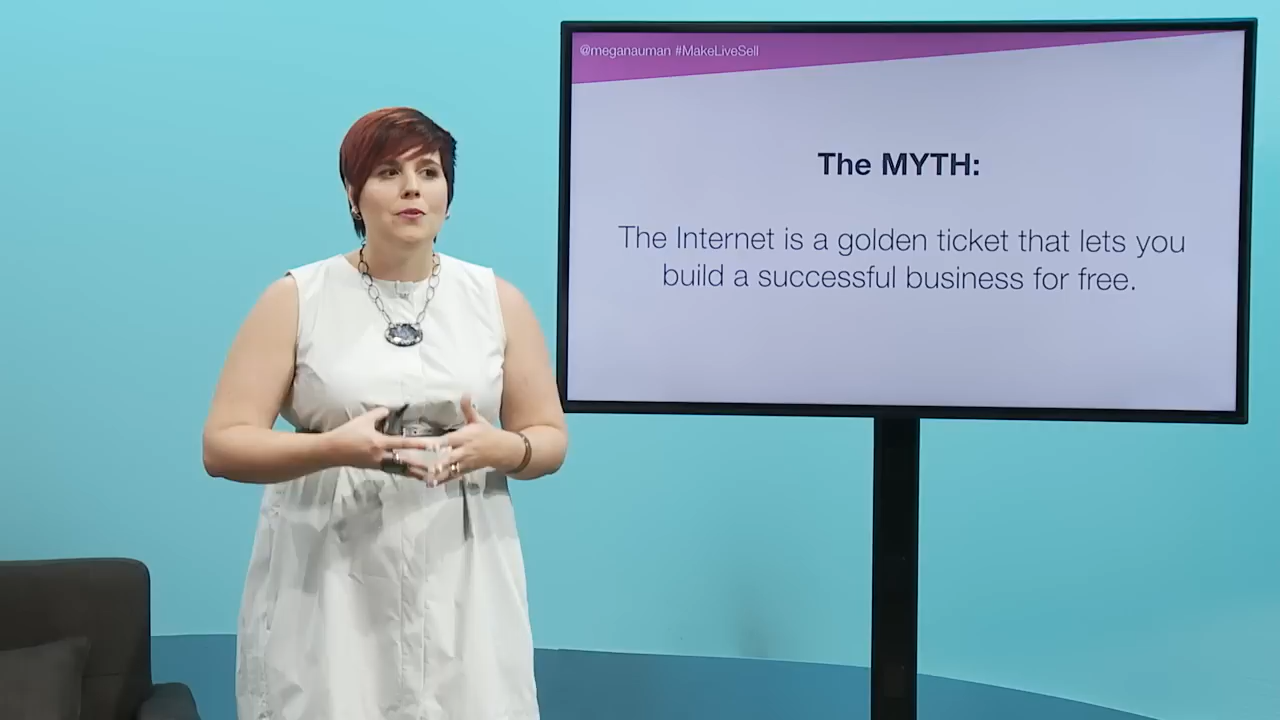 @meganauman #MakeLiveSell
The MYTH:
The Internet is a golden ticket that lets you
build a successful business for free.